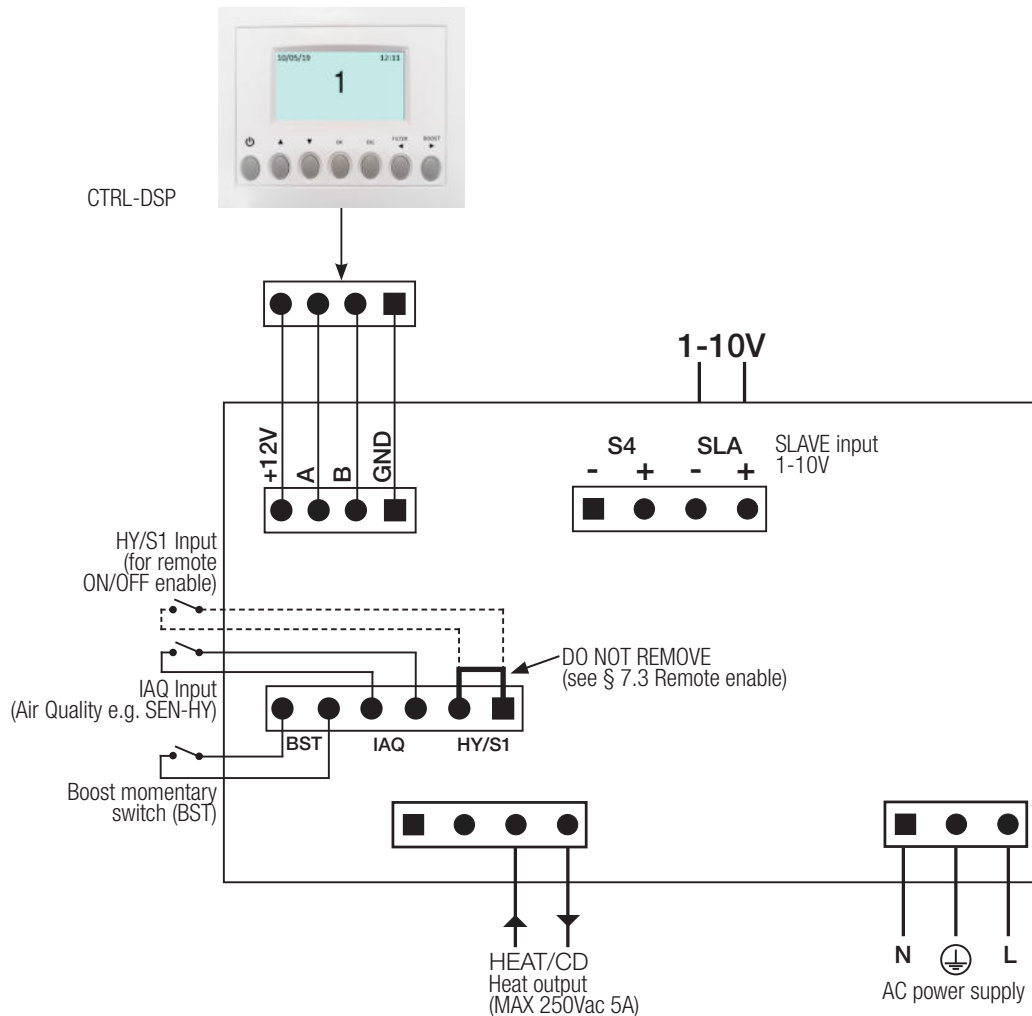 10/05/19 12:11
1
▲ ▼ OK ESC FILTER ◄ BOOST ►
CTRL-DSP
1-10V
+12V
A
B
GND
S4 SLA
- + - +
SLAVE input
1-10V
HY/S1 Input
(for remote
ON/OFF enable)
DO NOT REMOVE
(see § 7.3 Remote enable)
IAQ Input
(Air Quality e.g. SEN-HY)
BST IAQ HY/S1
Boost momentary
switch (BST)
HEAT/CD
Heat output
(MAX 250Vac 5A)
N L
AC power supply